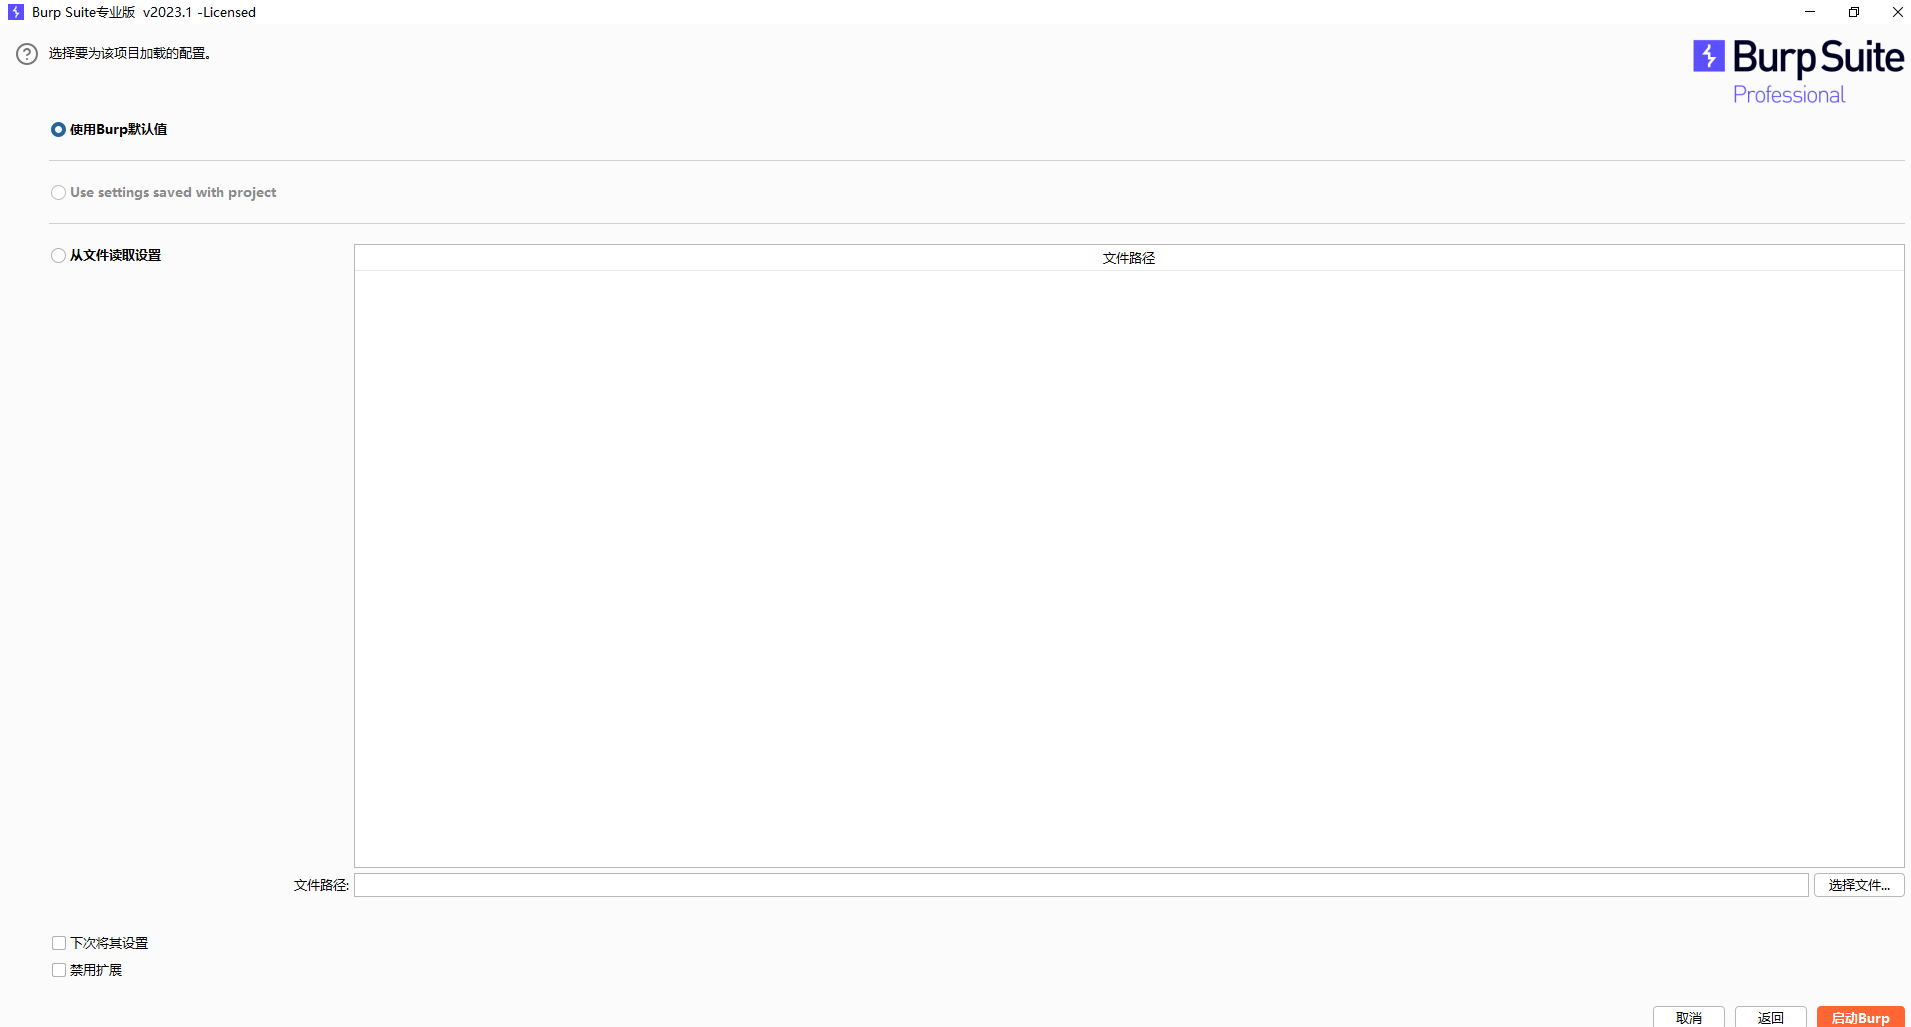 Burp Suite专业版 v2023.1 -Licensed
选择要为该项目加载的配置。
Burp Suite
Professional
使用Burp默认值
Use settings saved with project
从文件读取设置
文件路径
文件路径:
选择文件...
下次将其设置
禁用扩展
取消
返回
启动Burp